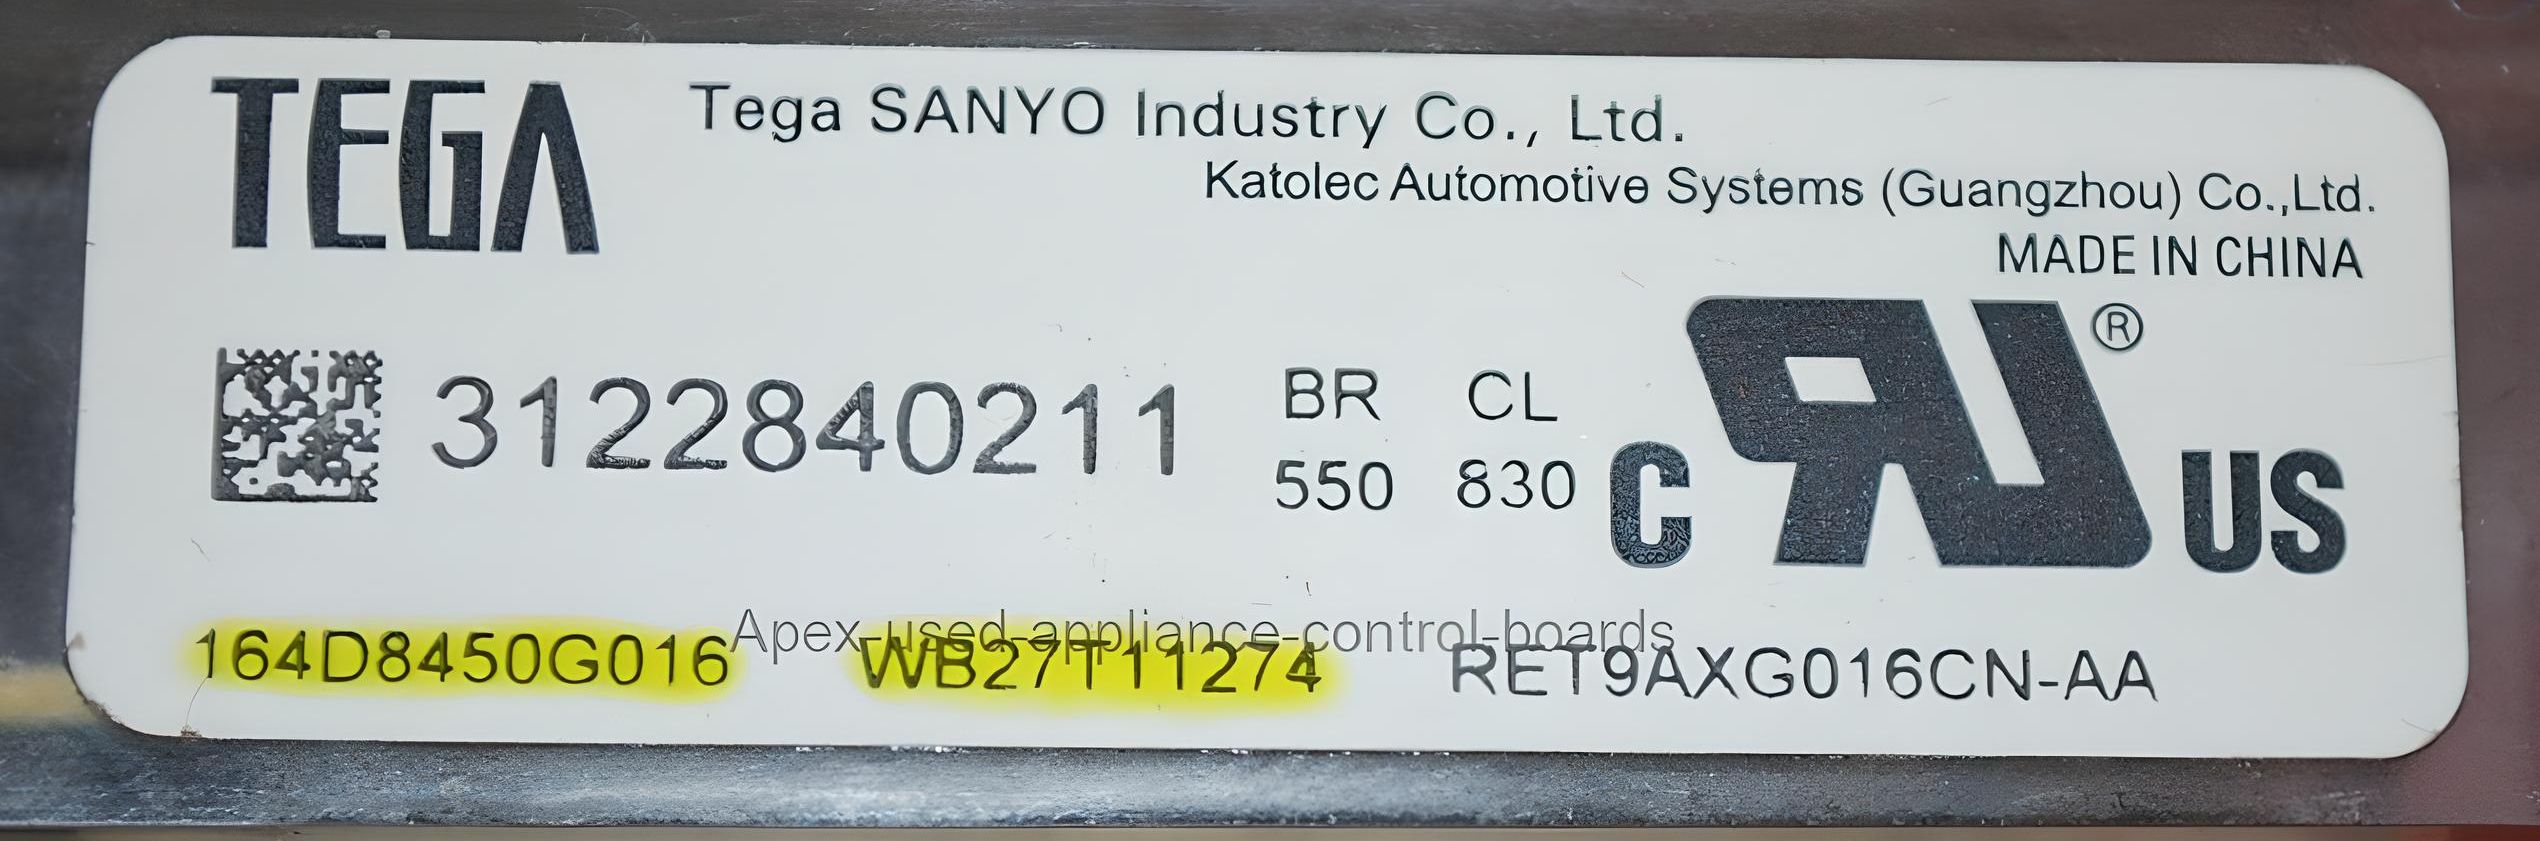 TEGA Tega SANYO Industry Co., Ltd.
Katolec Automotive Systems (Guangzhou) Co.,Ltd.
MADE IN CHINA
3122840211
BR CL
550 830
C RU ® US
Apex-used-appliance-control-boards
164D8450G016 WB27T11274 RET9AXG016CN-AA